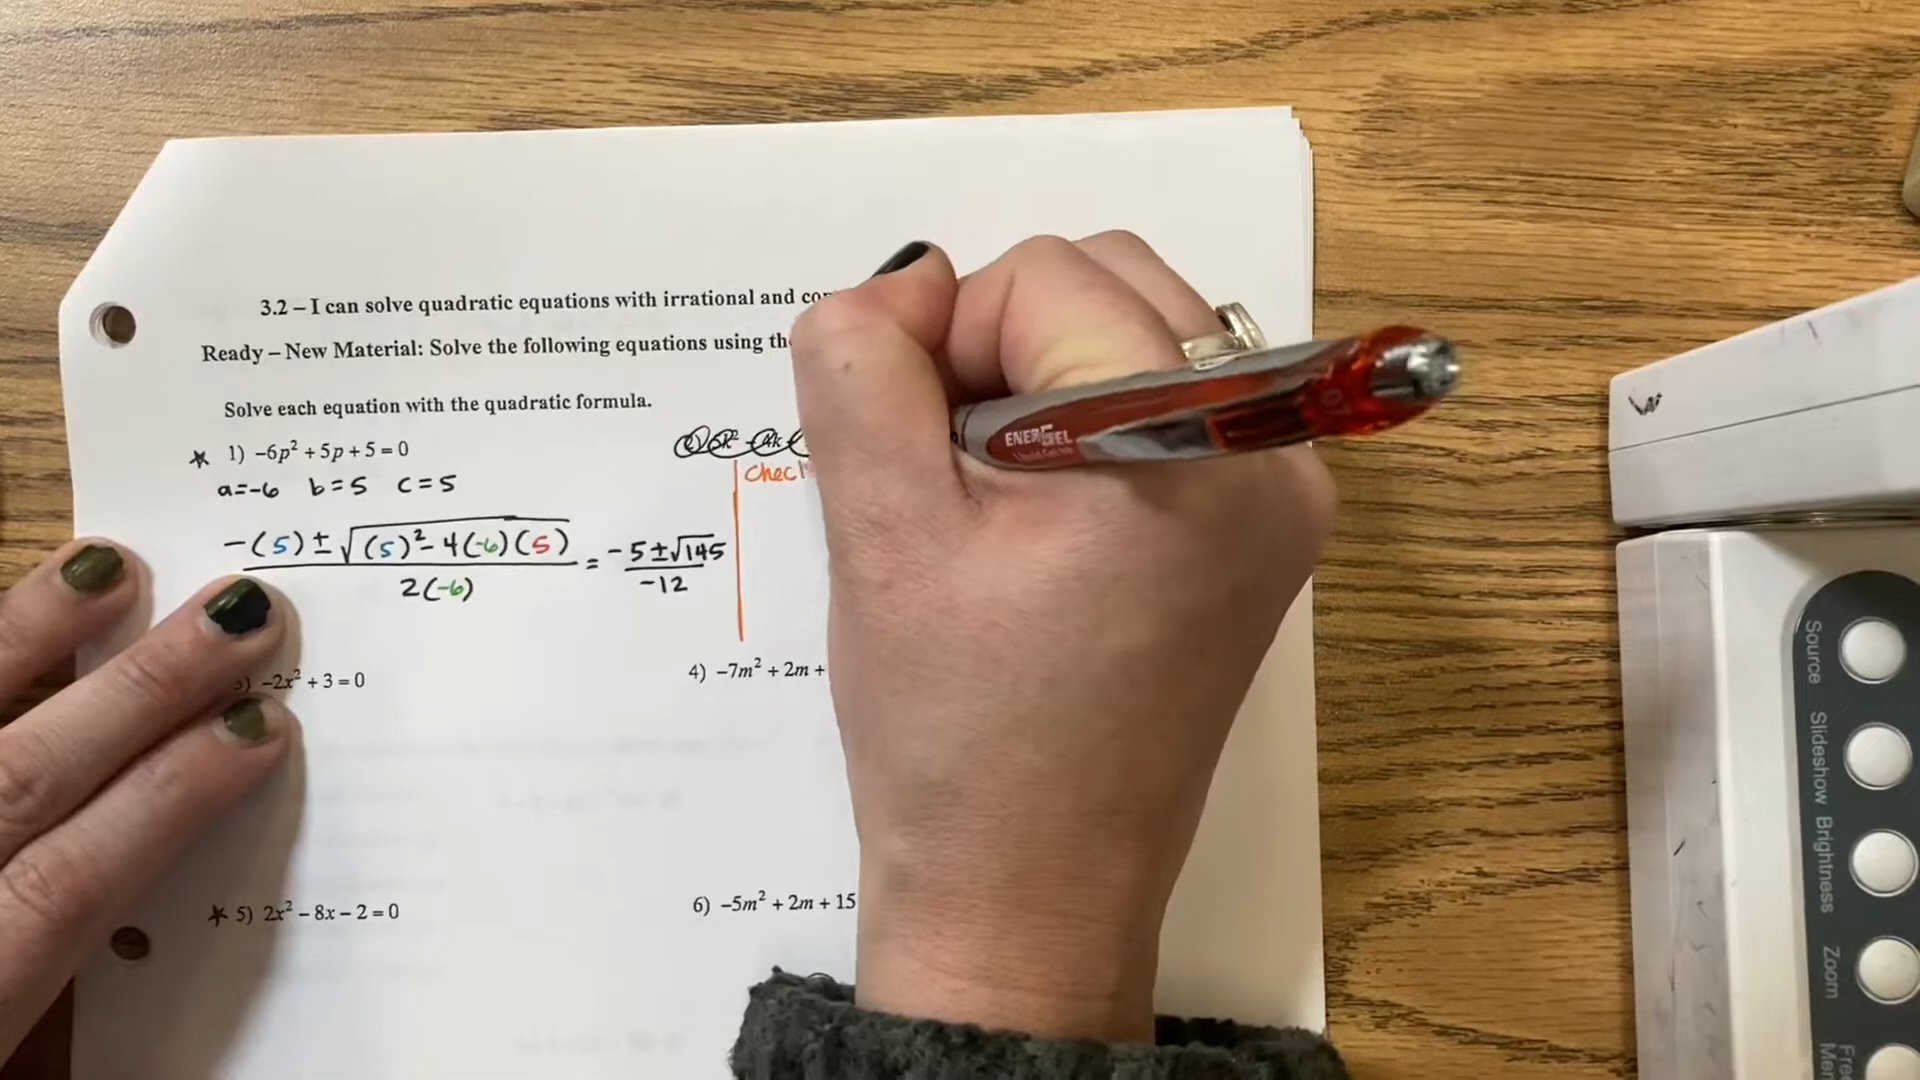 3.2 – I can solve quadratic equations with irrational and
Ready – New Material: Solve the following equations using
Solve each equation with the quadratic formula.
1) -6p² + 5p + 5 = 0
a=-6 b=5 c=5
-(5)±√(5)²-4(-6)(5) / 2(-6) = -5±√145 / -12
-2x² + 3 = 0
4) -7m² + 2m +
5) 2x² - 8x - 2 = 0
6) -5m² + 2m + 15
ENERGEL
07
Source
Slideshow
Brightness
Zoom